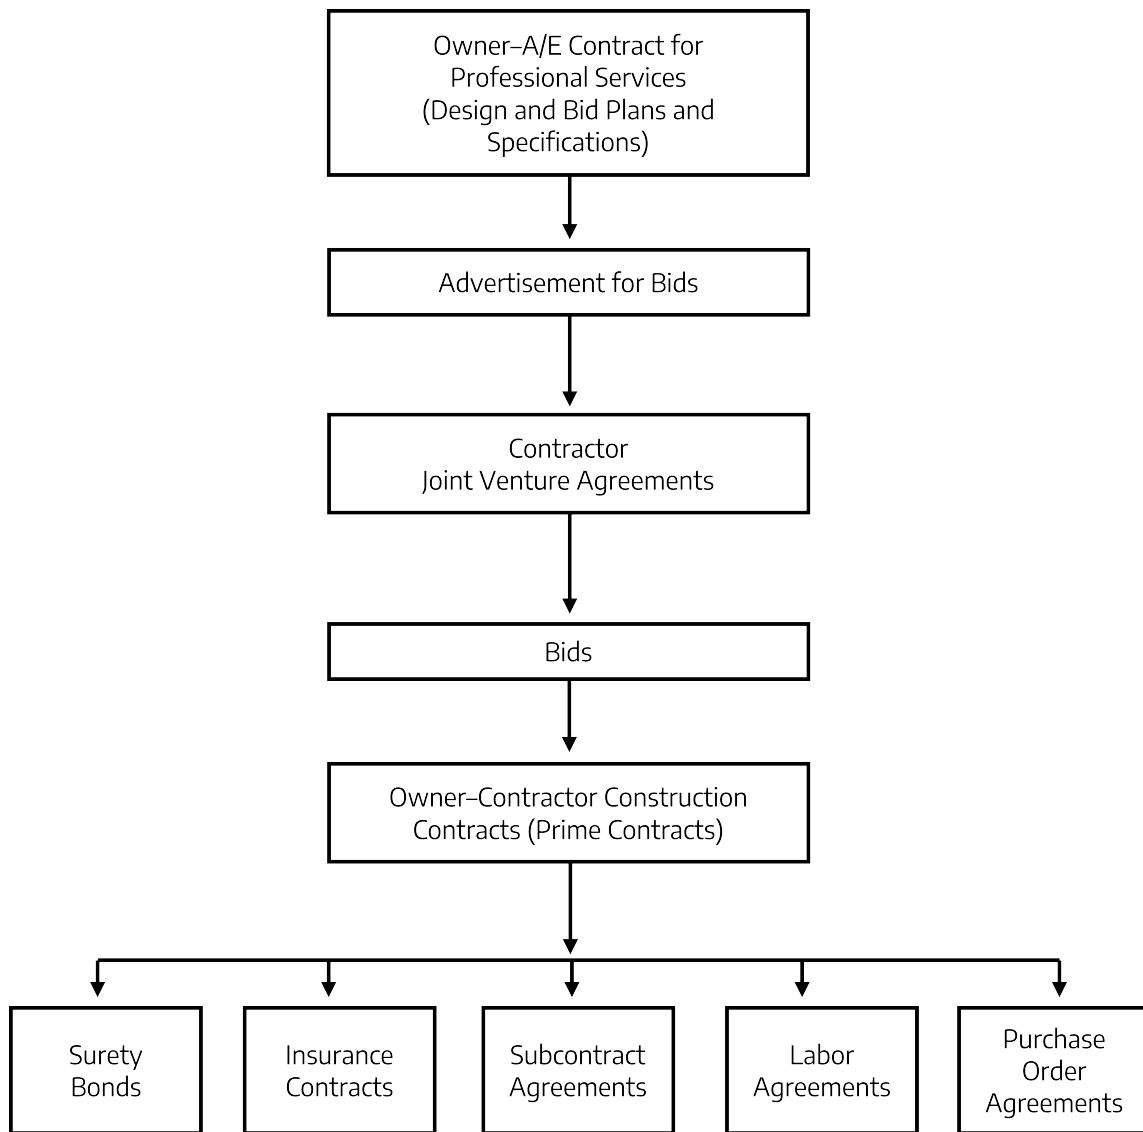 Owner–A/E Contract for
Professional Services
(Design and Bid Plans and
Specifications)
Advertisement for Bids
Contractor
Joint Venture Agreements
Bids
Owner–Contractor Construction
Contracts (Prime Contracts)
Surety
Bonds
Insurance
Contracts
Subcontract
Agreements
Labor
Agreements
Purchase
Order
Agreements